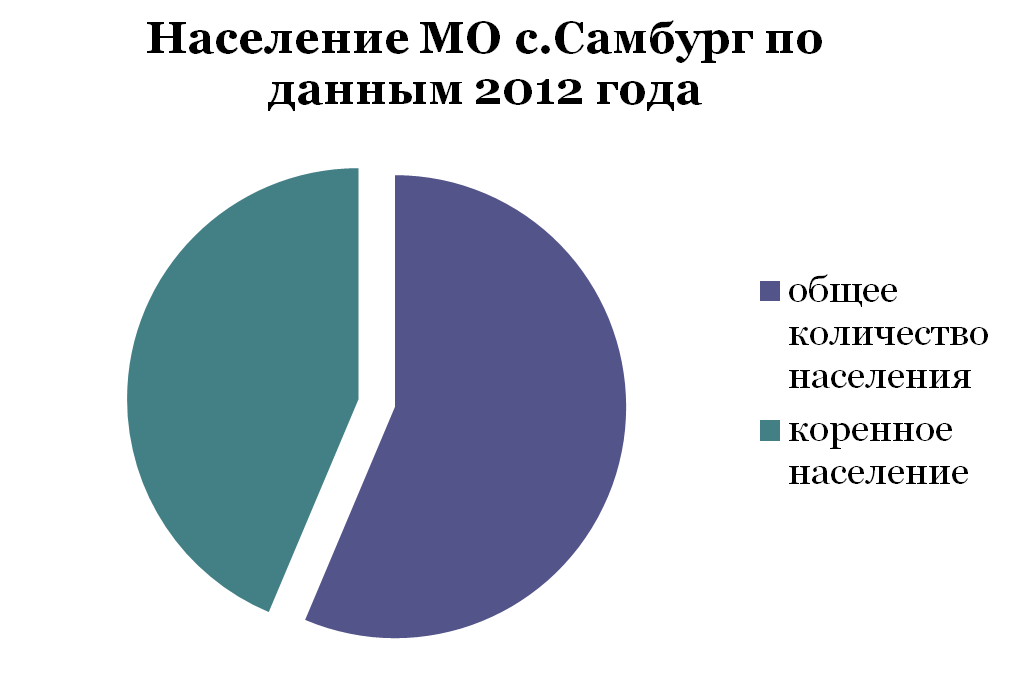 Население МО с.Самбург по
данным 2012 года
общее
количество
населения
коренное
население